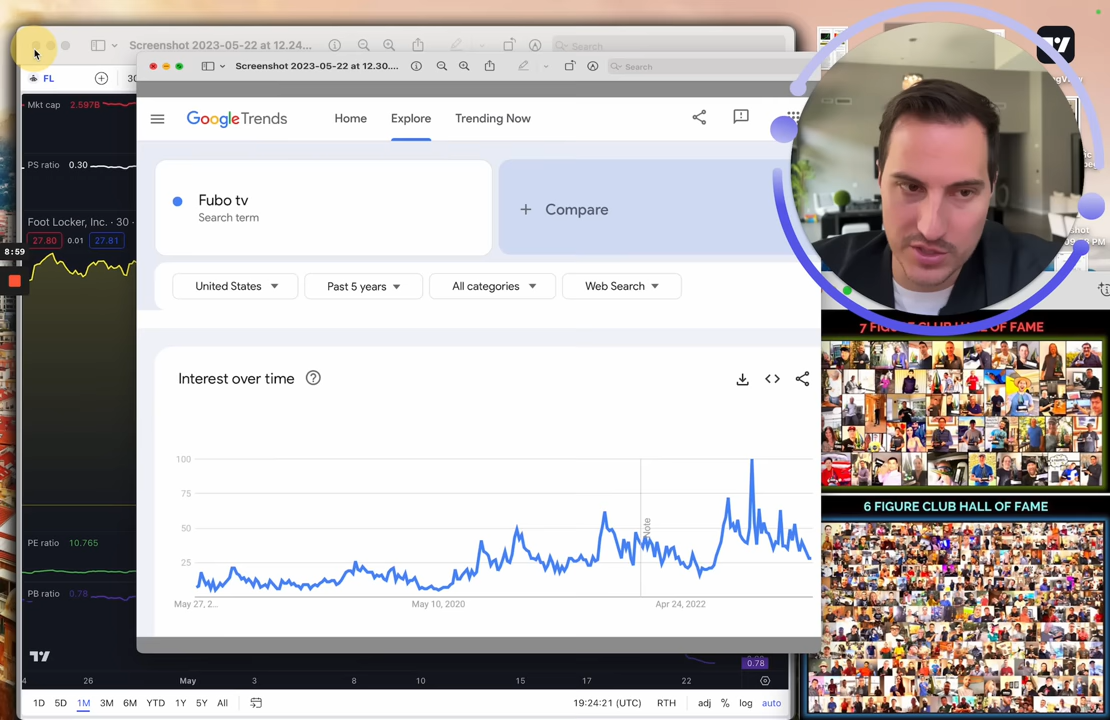 Screenshot 2023-05-22 at 12.24....
Search
FL
30
Screenshot 2023-05-22 at 12.30....
Search
Mkt cap 2.597B
PS ratio 0.30
Foot Locker, Inc. · 30 ·
27.80 0.01 27.81
8:59
PE ratio 10.765
PB ratio 0.78
GoogleTrends
Home
Explore
Trending Now
Fubo tv
Search term
+ Compare
United States
Past 5 years
All categories
Web Search
Interest over time
100
75
50
25
Note
May 27, 2...
May 10, 2020
Apr 24, 2022
0.78
26 May 3 8 10 15 17 22
1D 5D 1M 3M 6M YTD 1Y 5Y All
19:24:21 (UTC) RTH adj % log auto
7 FIGURE CLUB HALL OF FAME
6 FIGURE CLUB HALL OF FAME